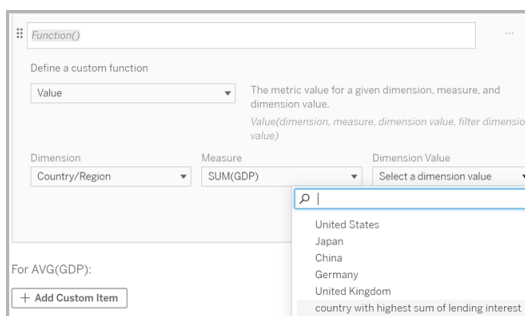 Function()
Define a custom function
Value
The metric value for a given dimension, measure, and
dimension value.
Value(dimension, measure, dimension value, filter dimensio
value)
Dimension
Measure
Dimension Value
Country/Region
SUM(GDP)
Select a dimension value
United States
Japan
China
Germany
United Kingdom
country with highest sum of lending interest
For AVG(GDP):
+ Add Custom Item